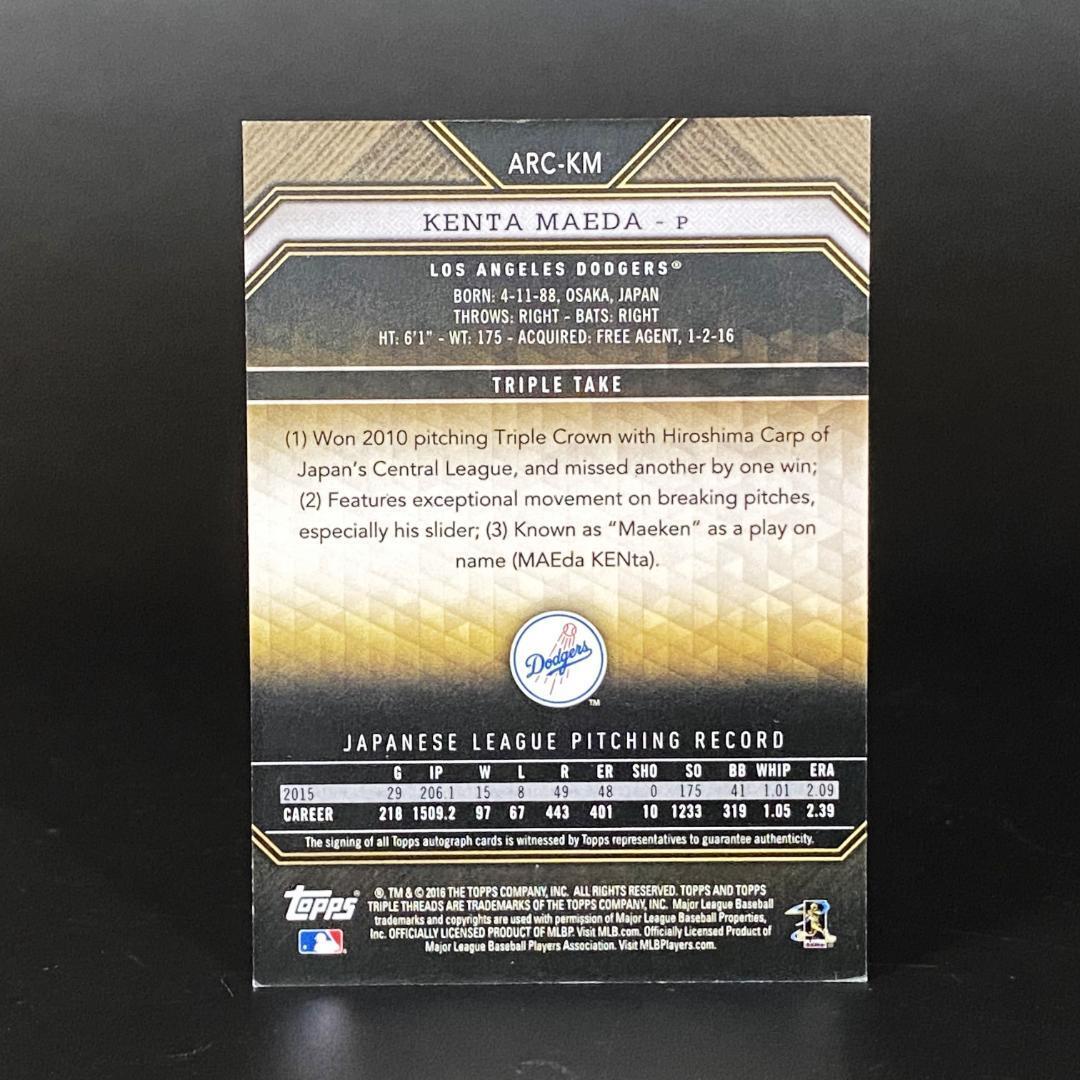 ARC-KM
KENTA MAEDA - P
LOS ANGELES DODGERS®
BORN: 4-11-88, OSAKA, JAPAN
THROWS: RIGHT - BATS: RIGHT
HT: 6'1" - WT: 175 - ACQUIRED: FREE AGENT, 1-2-16
TRIPLE TAKE
(1) Won 2010 pitching Triple Crown with Hiroshima Carp of
Japan's Central League, and missed another by one win;
(2) Features exceptional movement on breaking pitches,
especially his slider; (3) Known as "Maeken" as a play on
name (MAEda KENta).
Dodgers
TM
JAPANESE LEAGUE PITCHING RECORD
G IP W L R ER SHO SO BB WHIP ERA
2015 29 206.1 15 8 49 48 0 175 41 1.01 2.09
CAREER 218 1509.2 97 67 443 401 10 1233 319 1.05 2.39
The signing of all Topps autograph cards is witnessed by Topps representatives to guarantee authenticity.
Topps®
®, TM & © 2016 THE TOPPS COMPANY, INC. ALL RIGHTS RESERVED. TOPPS AND TOPPS
TRIPLE THREADS ARE TRADEMARKS OF THE TOPPS COMPANY, INC. Major League Baseball
trademarks and copyrights are used with permission of Major League Baseball Properties,
Inc. OFFICIALLY LICENSED PRODUCT OF MLBP. Visit MLB.com. Officially Licensed Product of
Major League Baseball Players Association. Visit MLBPlayers.com.